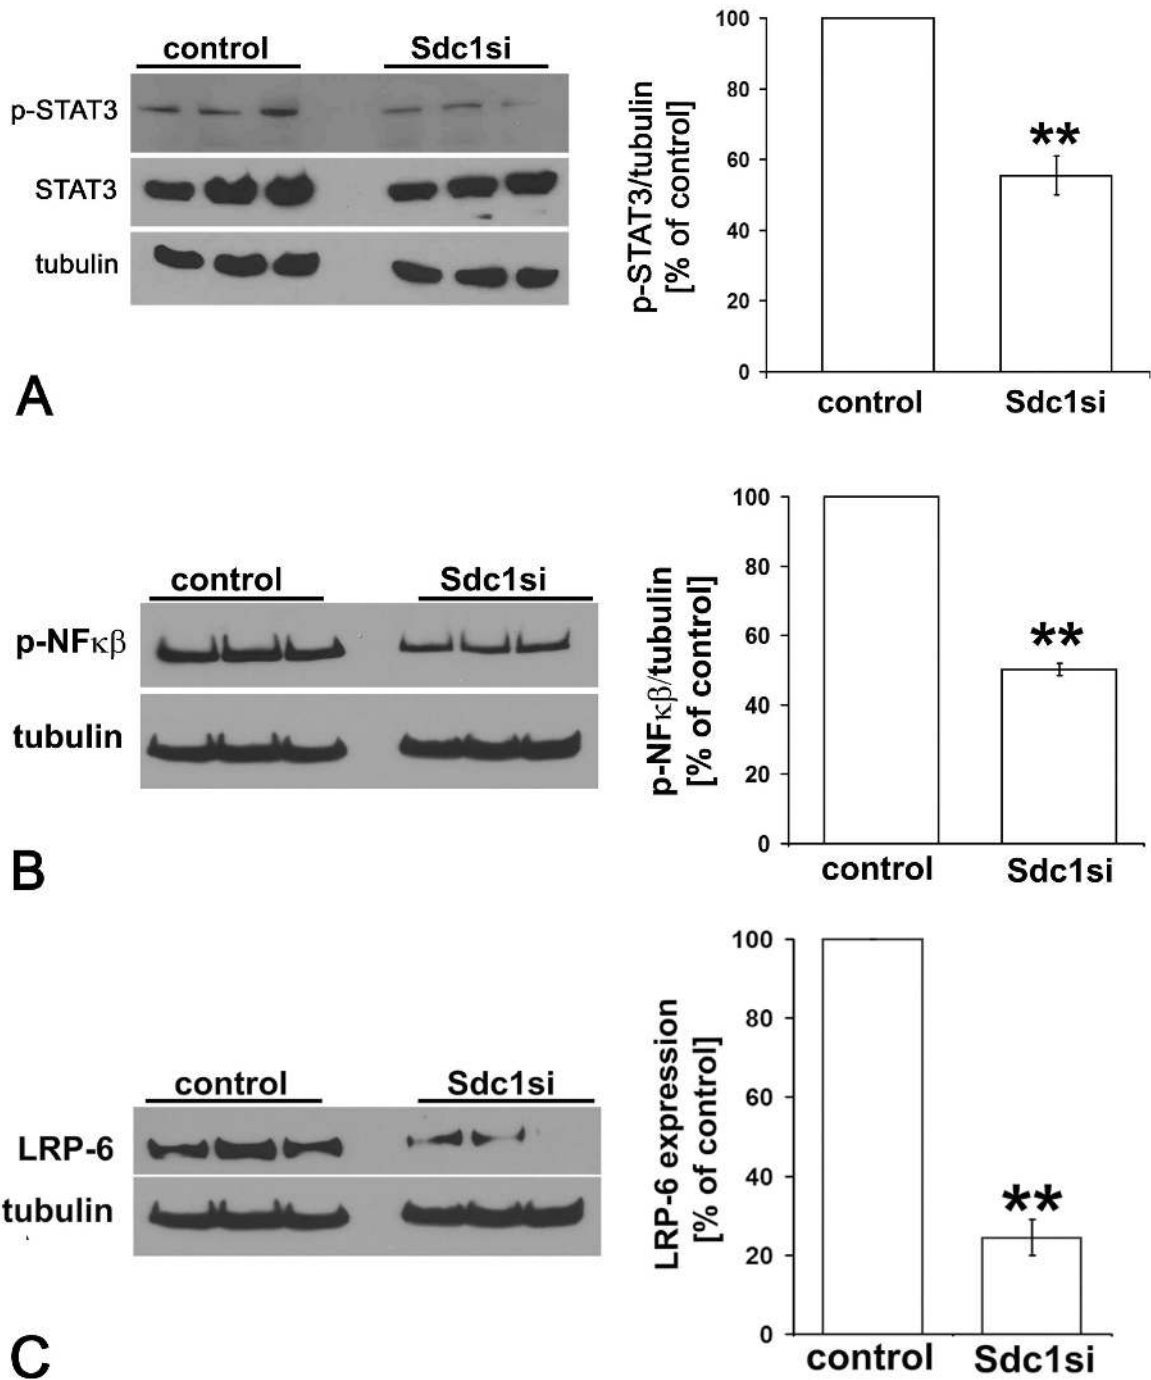 control Sdc1si
p-STAT3
STAT3
tubulin
A
p-STAT3/tubulin
[% of control]
100
80
60
40
20
0
**
control Sdc1si
control Sdc1si
p-NFκβ
tubulin
B
p-NFκβ/tubulin
[% of control]
100
80
60
40
20
0
**
control Sdc1si
control Sdc1si
LRP-6
tubulin
C
LRP-6 expression
[% of control]
100
80
60
40
20
0
**
control Sdc1si